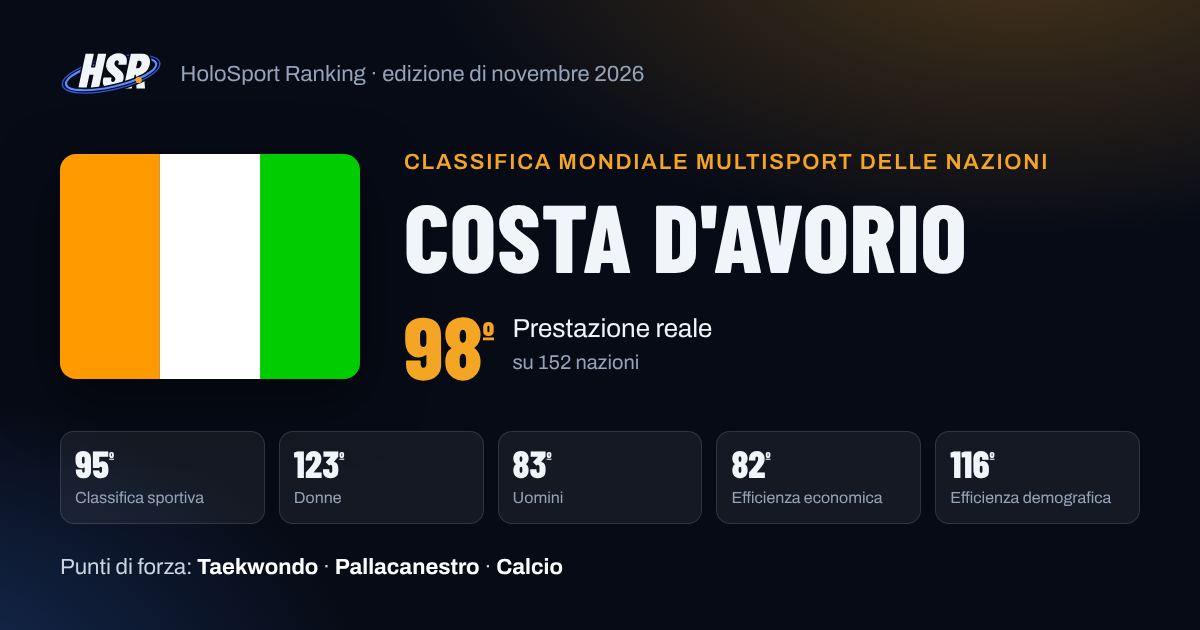 HSR
HoloSport Ranking · edizione di novembre 2026
CLASSIFICA MONDIALE MULTISPORT DELLE NAZIONI
COSTA D'AVORIO
98º
Prestazione reale
su 152 nazioni
95º
Classifica sportiva
123º
Donne
83º
Uomini
82º
Efficienza economica
116º
Efficienza demografica
Punti di forza: Taekwondo · Pallacanestro · Calcio